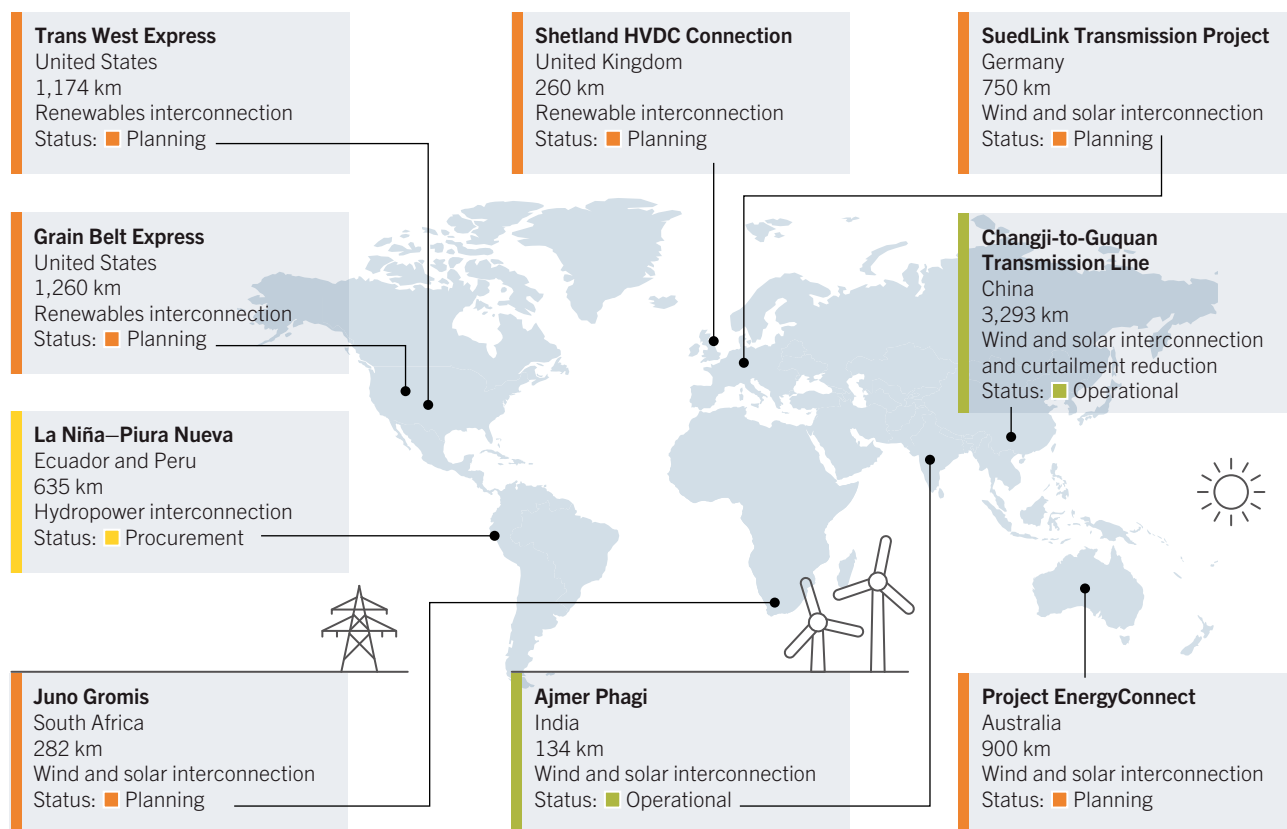 Trans West Express
United States
1,174 km
Renewables interconnection
Status: Planning
Shetland HVDC Connection
United Kingdom
260 km
Renewable interconnection
Status: Planning
SuedLink Transmission Project
Germany
750 km
Wind and solar interconnection
Status: Planning
Grain Belt Express
United States
1,260 km
Renewables interconnection
Status: Planning
Changji-to-Guquan
Transmission Line
China
3,293 km
Wind and solar interconnection
and curtailment reduction
Status: Operational
La Niña–Piura Nueva
Ecuador and Peru
635 km
Hydropower interconnection
Status: Procurement
Juno Gromis
South Africa
282 km
Wind and solar interconnection
Status: Planning
Ajmer Phagi
India
134 km
Wind and solar interconnection
Status: Operational
Project EnergyConnect
Australia
900 km
Wind and solar interconnection
Status: Planning